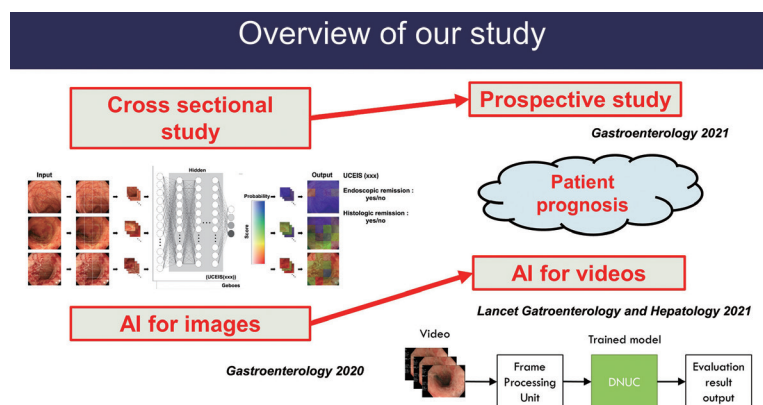 Overview of our study
Cross sectional
study
Prospective study
Gastroenterology 2021
Hidden
Input
Output
UCEIS (xxx)
Endoscopic remission :
yes/no
Histologic remission :
yes/no
Probability
Score
(UCEIS(xxx))
Geboes
Patient
prognosis
AI for videos
AI for images
Lancet Gatroenterology and Hepatology 2021
Gastroenterology 2020
Video
Trained model
Frame
Processing
Unit
DNUC
Evaluation
result
output